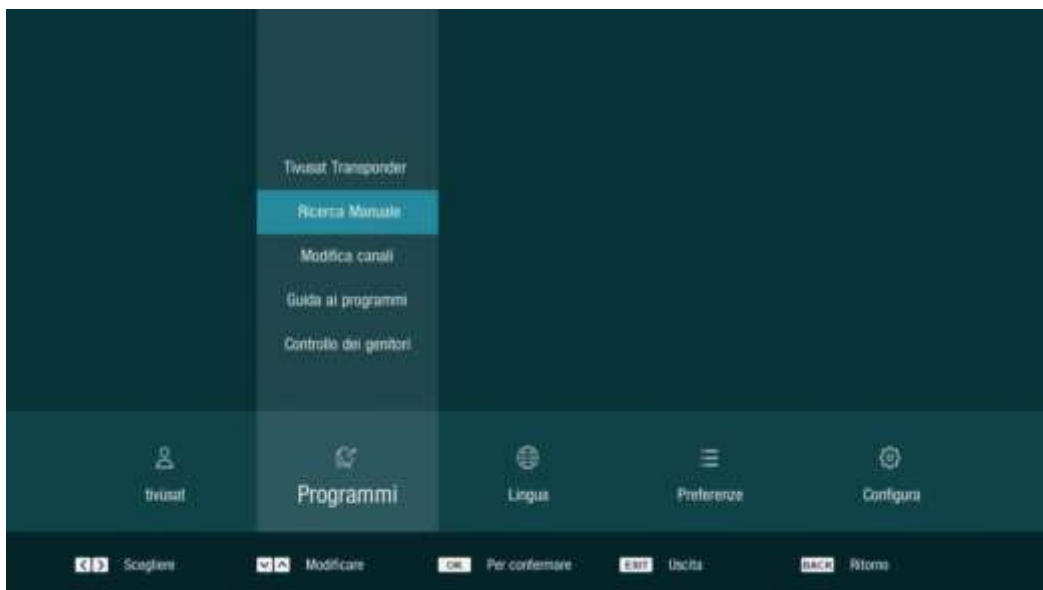 Tivusat Transponder
Ricerca Manuale
Modifica canali
Guida ai programmi
Controllo dei genitori
tivùsat Programmi Lingua Preferenze Configura
Scegliere Modificare OK Per confermare EXIT Uscita BACK Ritorno